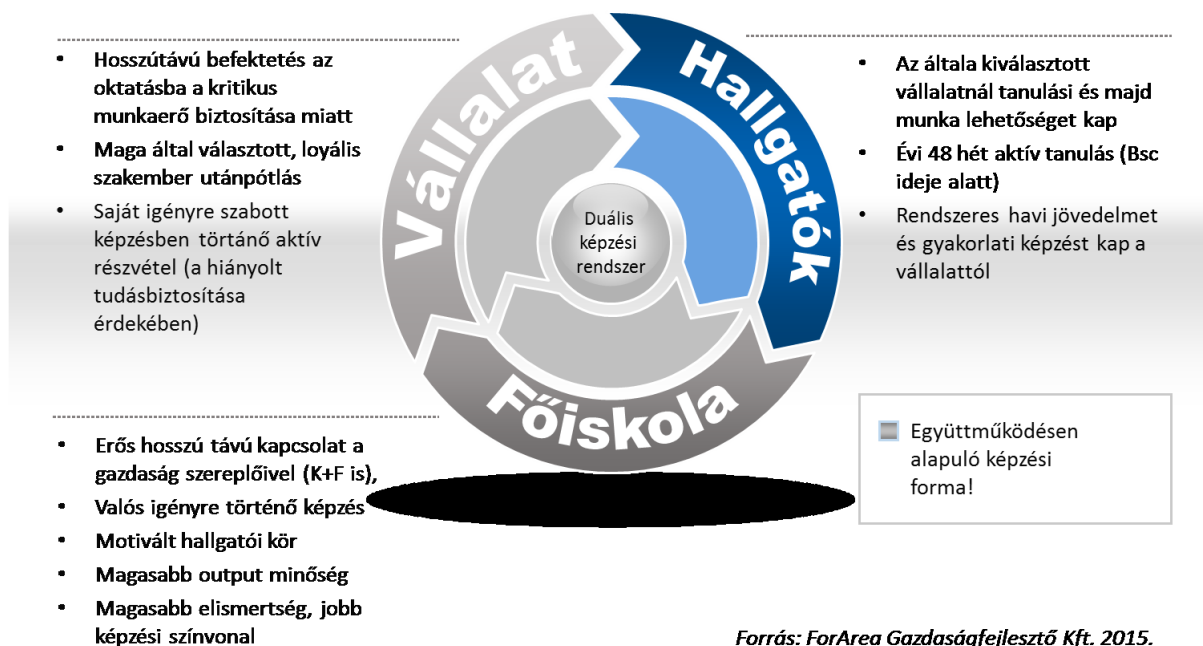 • Hosszútávú befektetés az
oktatásba a kritikus
munkaerő biztosítása miatt
• Maga által választott, loyális
szakember utánpótlás
• Saját igényre szabott
képzésben törtánő aktív
részvétel (a hiányolt
tudásbiztosítása
érdekében)
Vállalat
Hallgatók
Főiskola
Duális
képzési
rendszer
• Az általa kiválasztott
vállalatnál tanulási és majd
munka lehetőséget kap
• Évi 48 hét aktív tanulás (Bsc
ideje alatt)
• Rendszeres havi jövedelmet
és gyakorlati képzést kap a
vállalattól
• Erős hosszú távú kapcsolat a
gazdaság szereplőivel (K+F is),
• Valós igényre történő képzés
• Motivált hallgatói kör
• Magasabb output minőség
• Magasabb elismertség, jobb
képzési színvonal
Együttműködésen
alapuló képzési
forma!
Forrás: ForArea Gazdaságfejlesztő Kft. 2015.